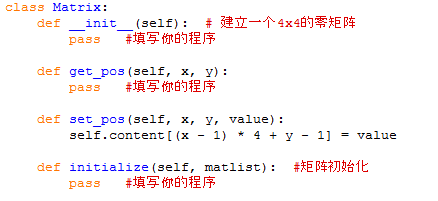 class Matrix:
    def __init__(self):  # 建立一个4x4的零矩阵
        pass   #填写你的程序
    def get_pos(self, x, y):
        pass   #填写你的程序
    def set_pos(self, x, y, value):
        self.content[(x - 1) * 4 + y - 1] = value
    def initialize(self, matlist):  #矩阵初始化
        pass   #填写你的程序